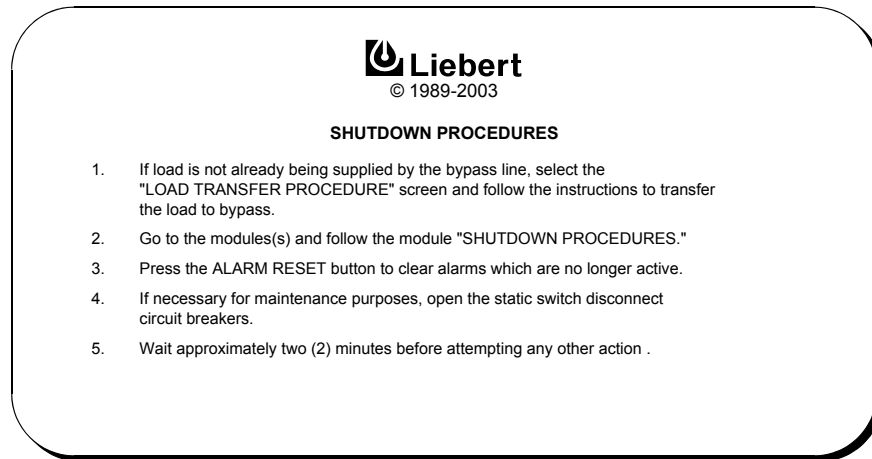 Liebert
© 1989-2003
SHUTDOWN PROCEDURES
1. If load is not already being supplied by the bypass line, select the
"LOAD TRANSFER PROCEDURE" screen and follow the instructions to transfer
the load to bypass.
2. Go to the modules(s) and follow the module "SHUTDOWN PROCEDURES."
3. Press the ALARM RESET button to clear alarms which are no longer active.
4. If necessary for maintenance purposes, open the static switch disconnect
circuit breakers.
5. Wait approximately two (2) minutes before attempting any other action .